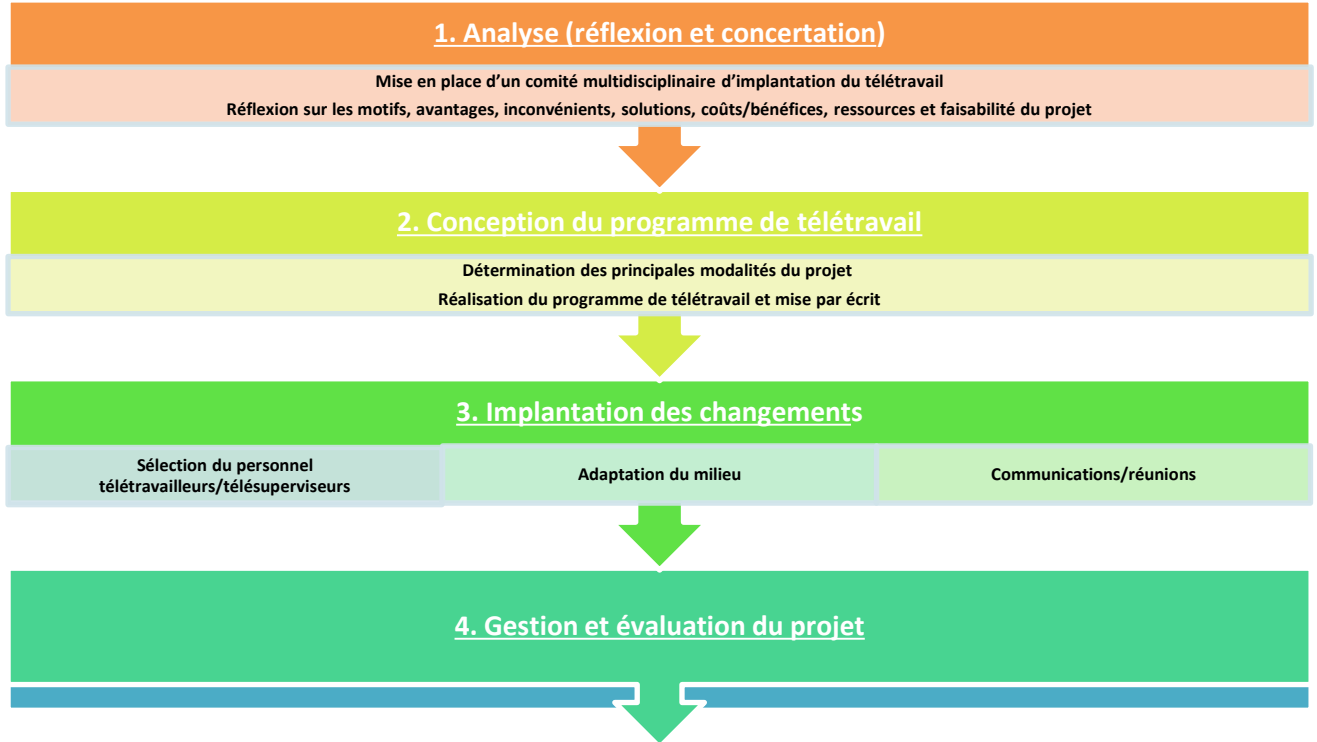 1. Analyse (réflexion et concertation)
Mise en place d’un comité multidisciplinaire d’implantation du télétravail
Réflexion sur les motifs, avantages, inconvénients, solutions, coûts/bénéfices, ressources et faisabilité du projet
2. Conception du programme de télétravail
Détermination des principales modalités du projet
Réalisation du programme de télétravail et mise par écrit
3. Implantation des changements
Sélection du personnel
télétravailleurs/télésuperviseurs
Adaptation du milieu
Communications/réunions
4. Gestion et évaluation du projet